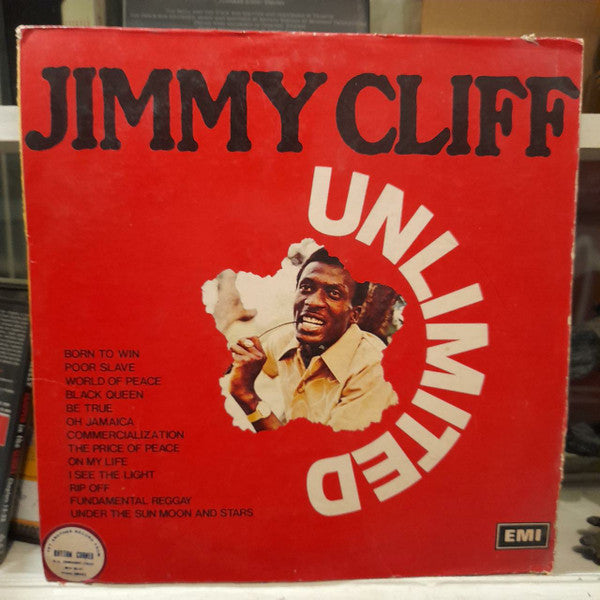 JIMMY CLIFF
UNLIMITED
BORN TO WIN
POOR SLAVE
WORLD OF PEACE
BLACK QUEEN
BE TRUE
OH JAMAICA
COMMERCIALIZATION
THE PRICE OF PEACE
ON MY LIFE
I SEE THE LIGHT
RIP OFF
FUNDAMENTAL REGGAY
UNDER THE SUN MOON AND STARS
EMI
RHYTHM CORNER